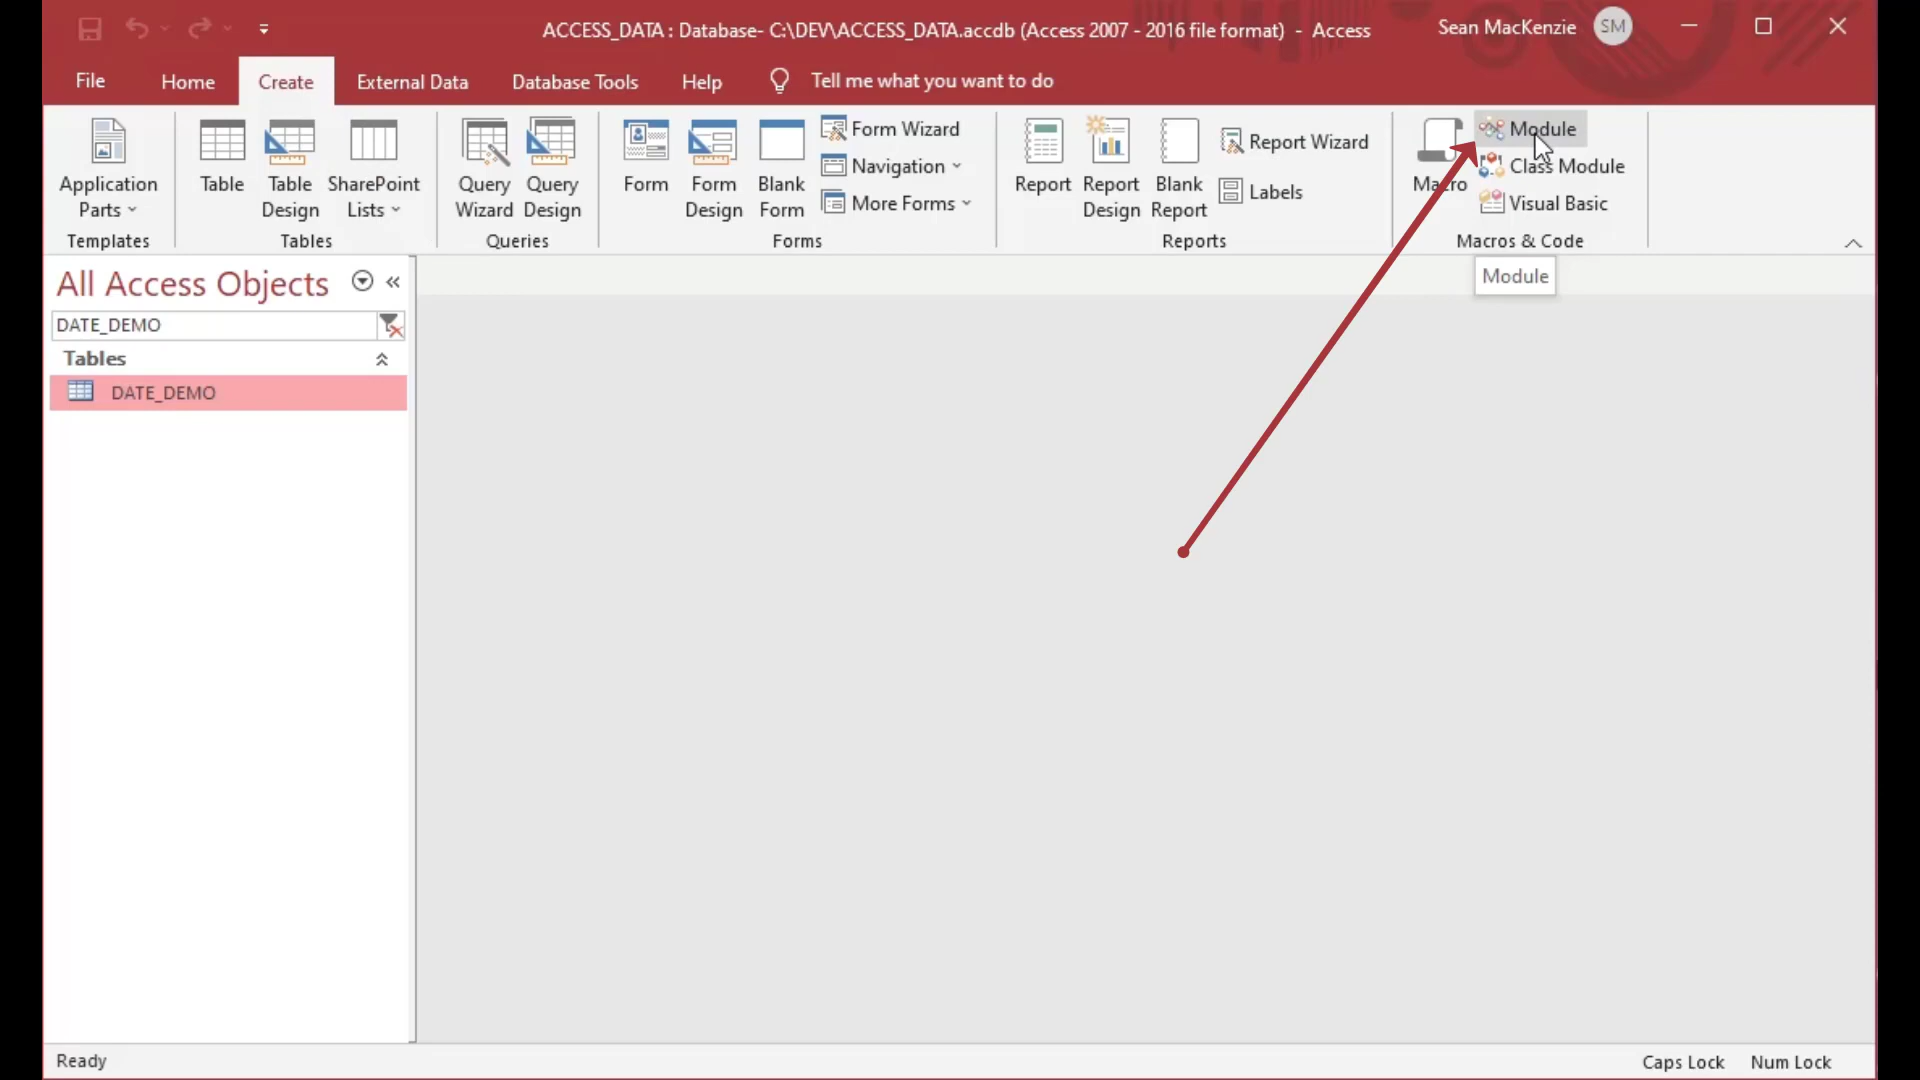 ACCESS_DATA : Database- C:\DEV\ACCESS_DATA.accdb (Access 2007 - 2016 file format) - Access
Sean MacKenzie SM
File Home Create External Data Database Tools Help Tell me what you want to do
Application Parts
Templates
Table
Table Design
SharePoint Lists
Tables
Query Wizard
Query Design
Queries
Form
Form Design
Blank Form
Form Wizard
Navigation
More Forms
Forms
Report
Report Design
Blank Report
Report Wizard
Labels
Reports
Macro
Module
Class Module
Visual Basic
Macros & Code
Module
All Access Objects
DATE_DEMO
Tables
DATE_DEMO
Ready
Caps Lock Num Lock